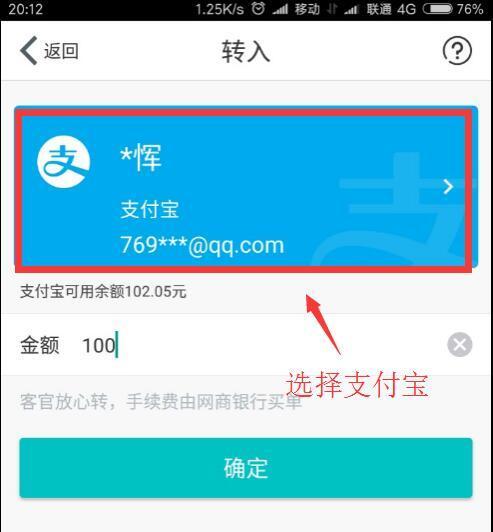 20:12 1.25K/s 移动 联通 4G 76%
返回 转入
支 *恽
支付宝
769***@qq.com
支付宝可用余额102.05元
金额 100
选择支付宝
客官放心转，手续费由网商银行买单
确定